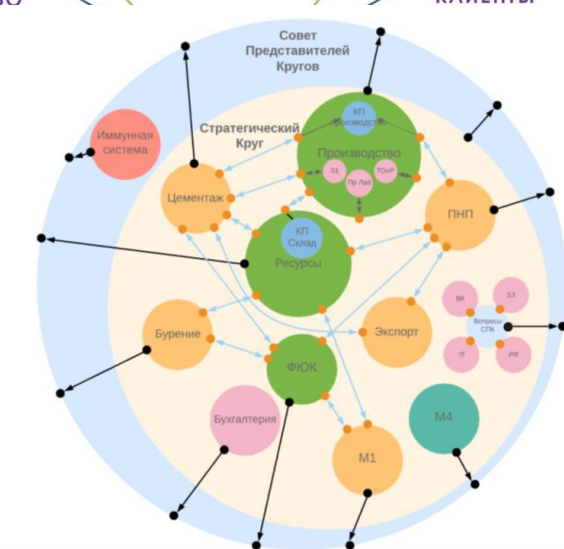 КЛИЕНТЫ
Совет
Представителей
Кругов
Иммунная
система
Стратегический
Круг
КП
Производство
Производство
S1
Пр Лаб
ТОиР
Цементаж
ПНП
КП
Склад
Ресурсы
ВК
S3
Вопросы
СПК
IT
PR
Бурение
Экспорт
ФЮК
Бухгалтерия
М4
М1